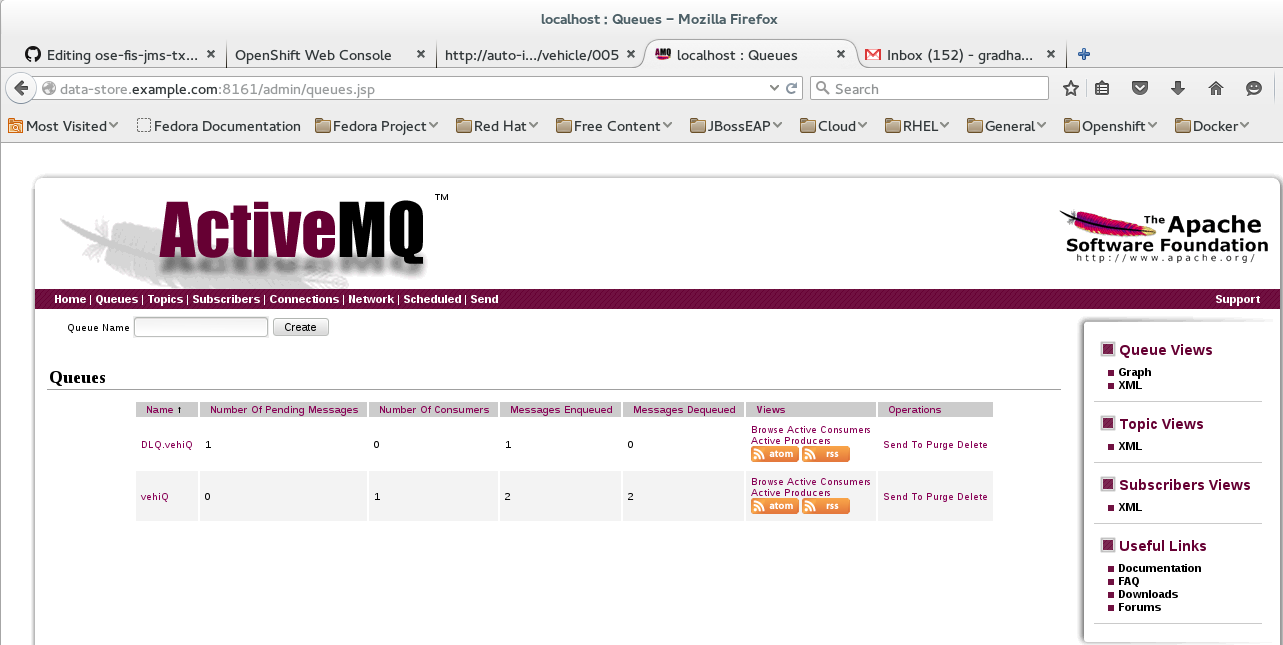 localhost : Queues – Mozilla Firefox
Editing ose-fis-jms-tx... × OpenShift Web Console × http://auto-i.../vehicle/005 × localhost : Queues × Inbox (152) - gradha... ×
data-store.example.com:8161/admin/queues.jsp Search
Most Visited Fedora Documentation Fedora Project Red Hat Free Content JBossEAP Cloud RHEL General Openshift Docker
ActiveMQ ™
The Apache
Software Foundation
http://www.apache.org/
Home | Queues | Topics | Subscribers | Connections | Network | Scheduled | Send Support
Queue Name Create
Queues
Name ↑ Number Of Pending Messages Number Of Consumers Messages Enqueued Messages Dequeued Views Operations
DLQ.vehiQ 1 0 1 0 Browse Active Consumers Send To Purge Delete
Active Producers
atom rss
vehiQ 0 1 2 2 Browse Active Consumers Send To Purge Delete
Active Producers
atom rss
Queue Views
Graph
XML
Topic Views
XML
Subscribers Views
XML
Useful Links
Documentation
FAQ
Downloads
Forums